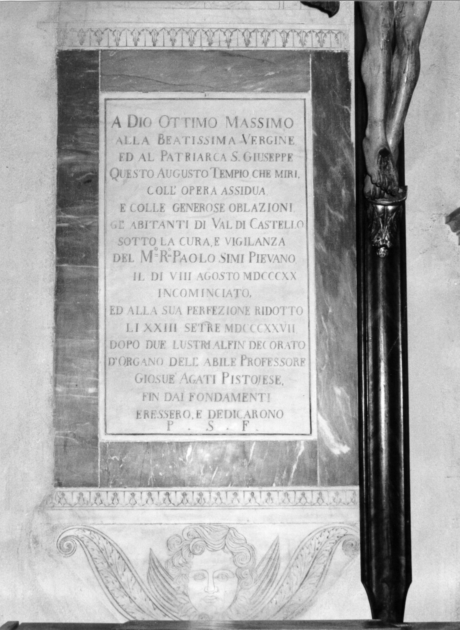 A DIO OTTIMO MASSIMO
ALLA BEATISSIMA VERGINE
ED AL PATRIARCA S. GIUSEPPE
QUESTO AUGUSTO TEMPIO CHE MIRI,
COLL' OPERA ASSIDUA
E COLLE GENEROSE OBLAZIONI
GL' ABITANTI DI VAL DI CASTELLO
SOTTO LA CURA, E VIGILANZA
DEL M.º R. PAOLO SIMI PIEVANO
IL DI VIII AGOSTO MDCCCXX
INCOMINCIATO,
ED ALLA SUA PERFEZIONE RIDOTTO
LI XXIII SETRE MDCCCXXVII
DOPO DUE LUSTRI ALFIN DECORATO
D'ORGANO DELL' ABILE PROFESSORE
GIOSUE AGATI PISTOJESE,
FIN DAI FONDAMENTI
ERESSERO, E DEDICARONO
P. S. F.